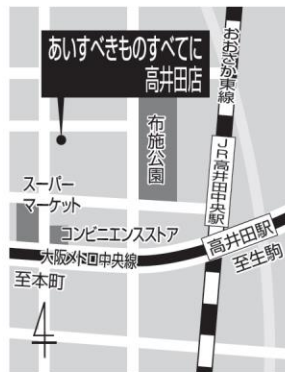 あいすべきものすべてに
高井田店
おおさか東線
布施公園
JR高井田中央駅
スーパー
マーケット
コンビニエンスストア
高井田駅
大阪メトロ中央線
至生駒
至本町